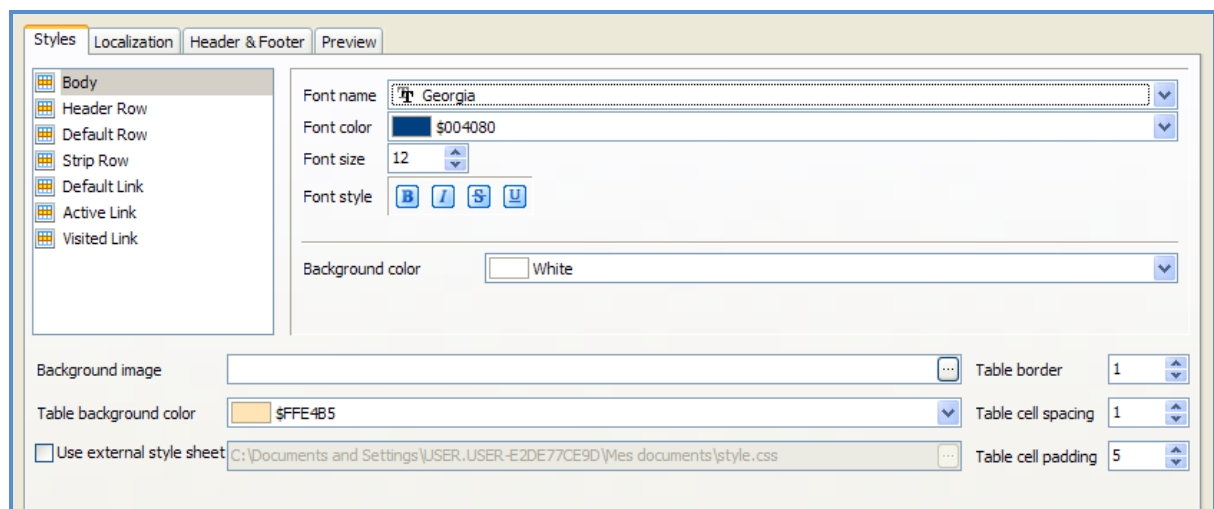 Styles Localization Header & Footer Preview
Body
Header Row
Default Row
Strip Row
Default Link
Active Link
Visited Link
Font name Georgia
Font color $004080
Font size 12
Font style B I S U
Background color White
Background image ... Table border 1
Table background color $FFE4B5 Table cell spacing 1
Use external style sheet C:\Documents and Settings\USER.USER-E2DE77CE9D\Mes documents\style.css ... Table cell padding 5